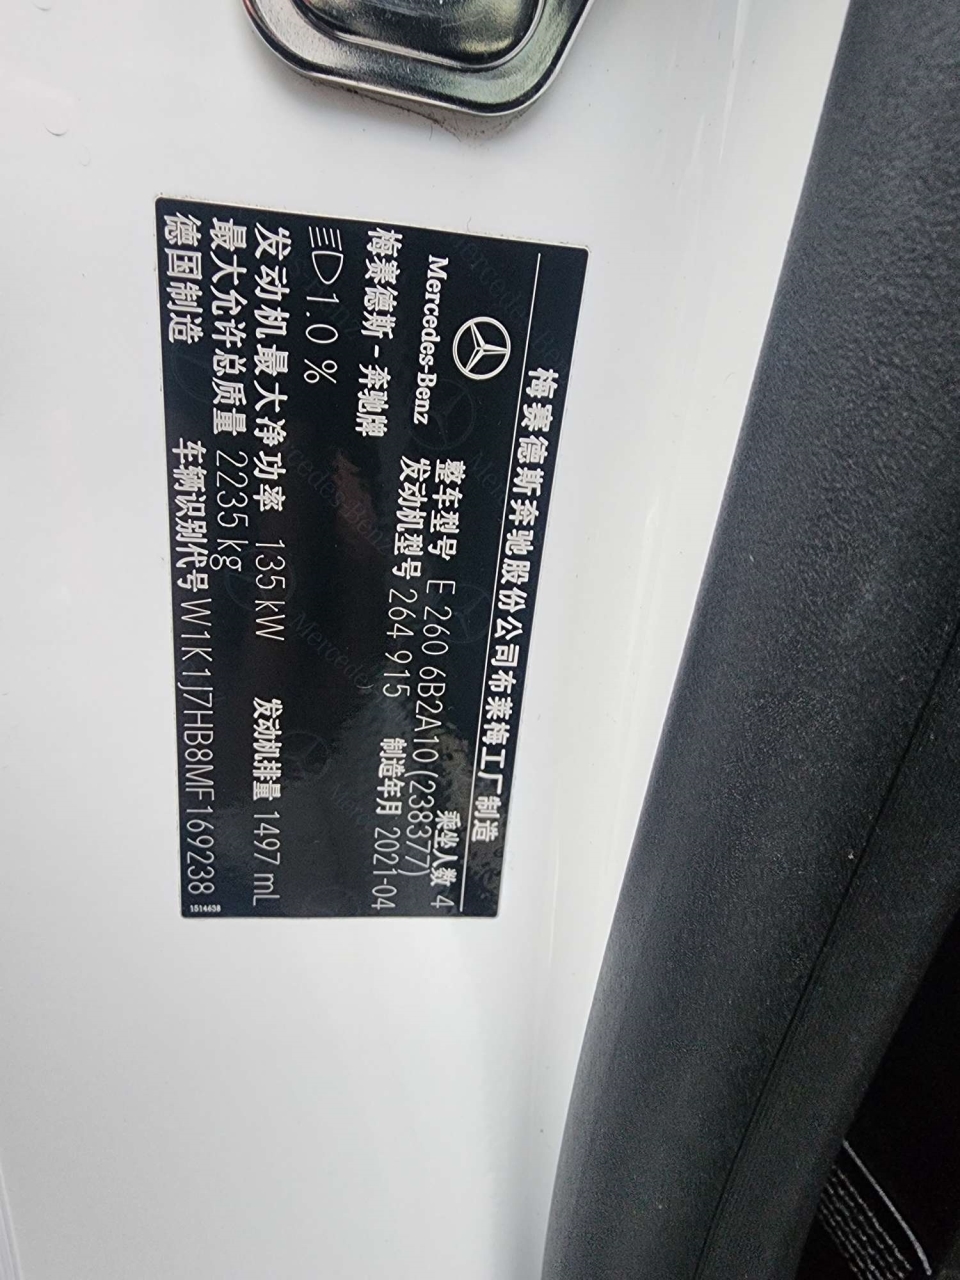 梅赛德斯奔驰股份公司布莱梅工厂制造
Mercedes-Benz
整车型号 E 260 6B2A10(238377)
乘坐人数 4
梅赛德斯-奔驰牌
发动机型号 264 915
制造年月 2021-04
1.0 %
发动机最大净功率 135 kW
发动机排量 1497 mL
最大允许总质量 2235 kg
德国制造
车辆识别代号 W1K1J7HB8MF169238
1514638